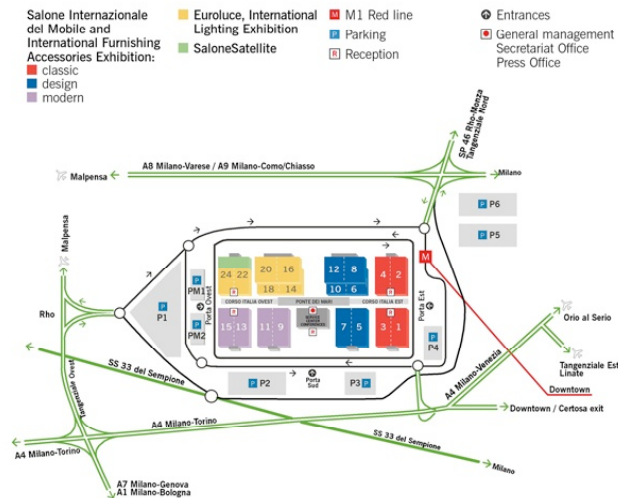 Salone Internazionale
del Mobile and
International Furnishing
Accessories Exhibition:
classic
design
modern
Euroluce, International
Lighting Exhibition
SaloneSatellite
M M1 Red line
P Parking
R Reception
Entrances
General management
Secretariat Office
Press Office
SP 46 Rho-Monza
Tangenziale Nord
A8 Milano-Varese / A9 Milano-Como/Chiasso
Malpensa
Milano
P P6
P P5
Malpensa
Rho
P P1
P PM1
P PM2
Porta Ovest
24 22
20 16
18 14
12 8
10 6
4 2
M
R
R
CORSO ITALIA OVEST
PONTE DEI MARI
CORSO ITALIA EST
SERVICE
CENTER
CONFERENCES
R
R
R
15 13
11 9
7 5
3 1
Porta Est
P P4
P P2
Porta
Sud
P3 P
Orio al Serio
Tangenziale Est
Linate
A4 Milano-Venezia
Downtown
Downtown / Certosa exit
SS 33 del Sempione
Tangenziale Ovest
A4 Milano-Torino
A4 Milano-Torino
SS 33 del Sempione
Milano
A7 Milano-Genova
A1 Milano-Bologna